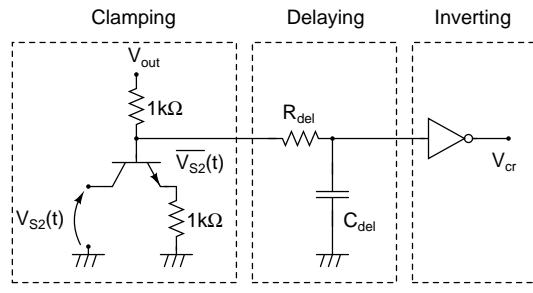 Clamping
Delaying
Inverting
V_out
1kΩ
R_del
V̅_S2(t)
V_cr
V_S2(t)
1kΩ
C_del